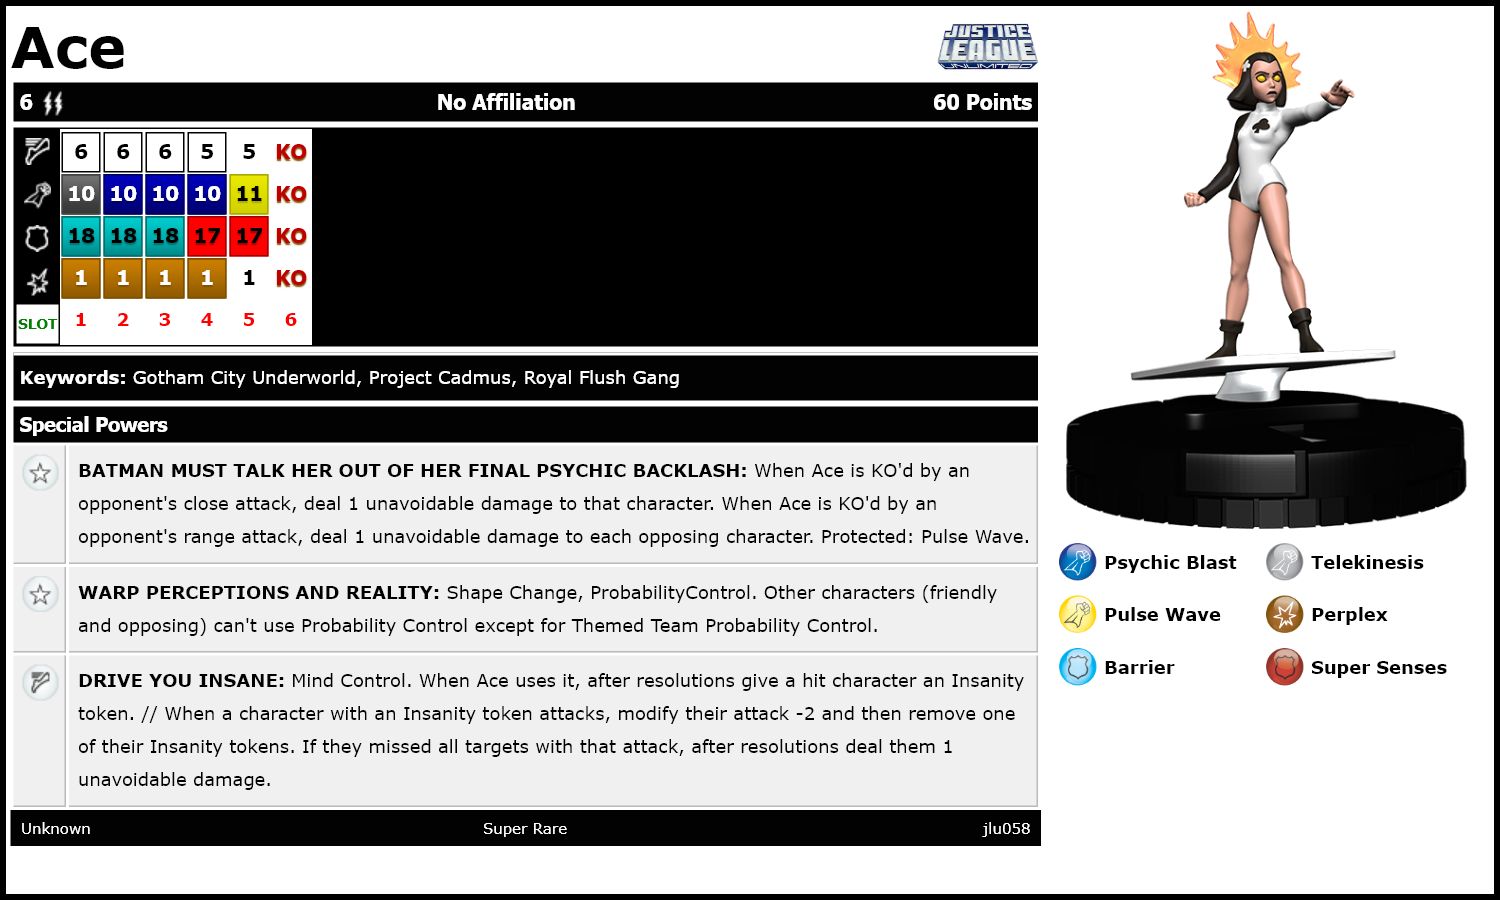 Ace
JUSTICE
LEAGUE
UNLIMITED
6 No Affiliation 60 Points
6 6 6 5 5 KO
10 10 10 10 11 KO
18 18 18 17 17 KO
1 1 1 1 1 KO
SLOT 1 2 3 4 5 6
Keywords: Gotham City Underworld, Project Cadmus, Royal Flush Gang
Special Powers
BATMAN MUST TALK HER OUT OF HER FINAL PSYCHIC BACKLASH: When Ace is KO'd by an
opponent's close attack, deal 1 unavoidable damage to that character. When Ace is KO'd by an
opponent's range attack, deal 1 unavoidable damage to each opposing character. Protected: Pulse Wave.
WARP PERCEPTIONS AND REALITY: Shape Change, ProbabilityControl. Other characters (friendly
and opposing) can't use Probability Control except for Themed Team Probability Control.
DRIVE YOU INSANE: Mind Control. When Ace uses it, after resolutions give a hit character an Insanity
token. // When a character with an Insanity token attacks, modify their attack -2 and then remove one
of their Insanity tokens. If they missed all targets with that attack, after resolutions deal them 1
unavoidable damage.
Unknown Super Rare jlu058
Psychic Blast Telekinesis
Pulse Wave Perplex
Barrier Super Senses